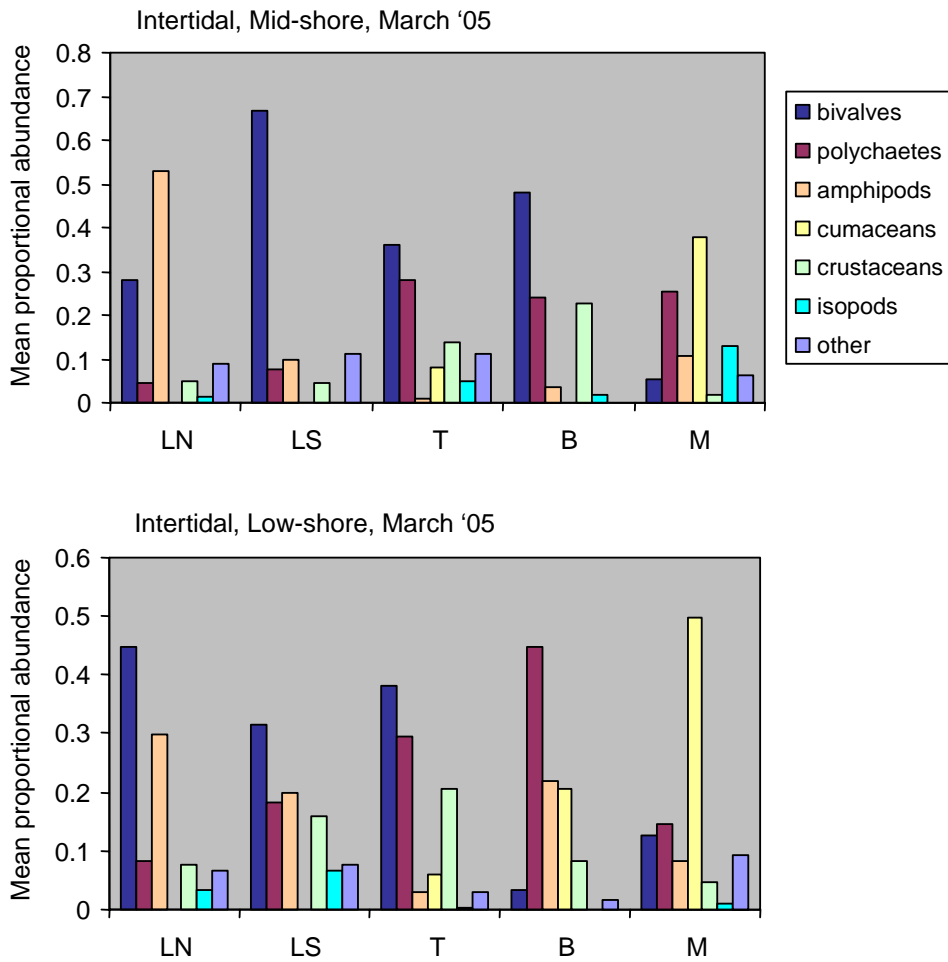 Intertidal, Mid-shore, March ‘05
Mean proportional abundance
0.8
0.7
0.6
0.5
0.4
0.3
0.2
0.1
0
LN LS T B M
bivalves
polychaetes
amphipods
cumaceans
crustaceans
isopods
other
Intertidal, Low-shore, March ‘05
Mean proportional abundance
0.6
0.5
0.4
0.3
0.2
0.1
0
LN LS T B M